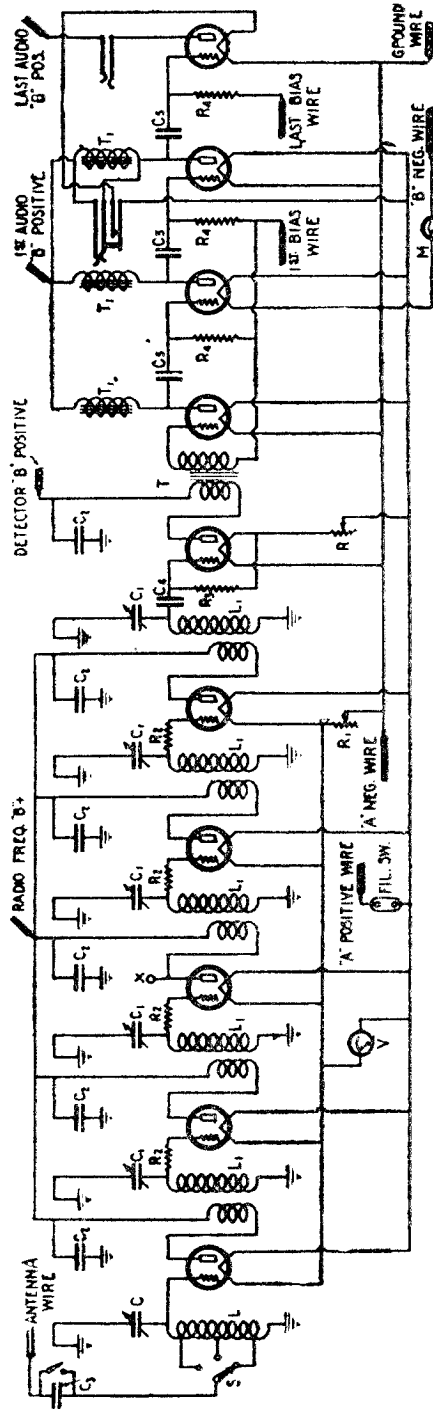 ANTENNA
WIRE
RADIO FREQ. "B"+
DETECTOR "B" POSITIVE
1ST AUDIO
"B" POSITIVE
LAST AUDIO
"B" POS.
C3
C2
C2
C2
C2
C2
C2
T1
T1
T1
C
C1
C1
C1
C1
C1
X
R2
R2
R2
R2
C4
T
C5
C5
C5
S
L
L1
L1
L1
L1
L1
R3
R4
R4
R4
1ST BIAS
WIRE
LAST BIAS
WIRE
V
"A" POSITIVE WIRE
FIL. SW.
R1
"A" NEG. WIRE
R
M
"B" NEG. WIRE
GROUND
WIRE